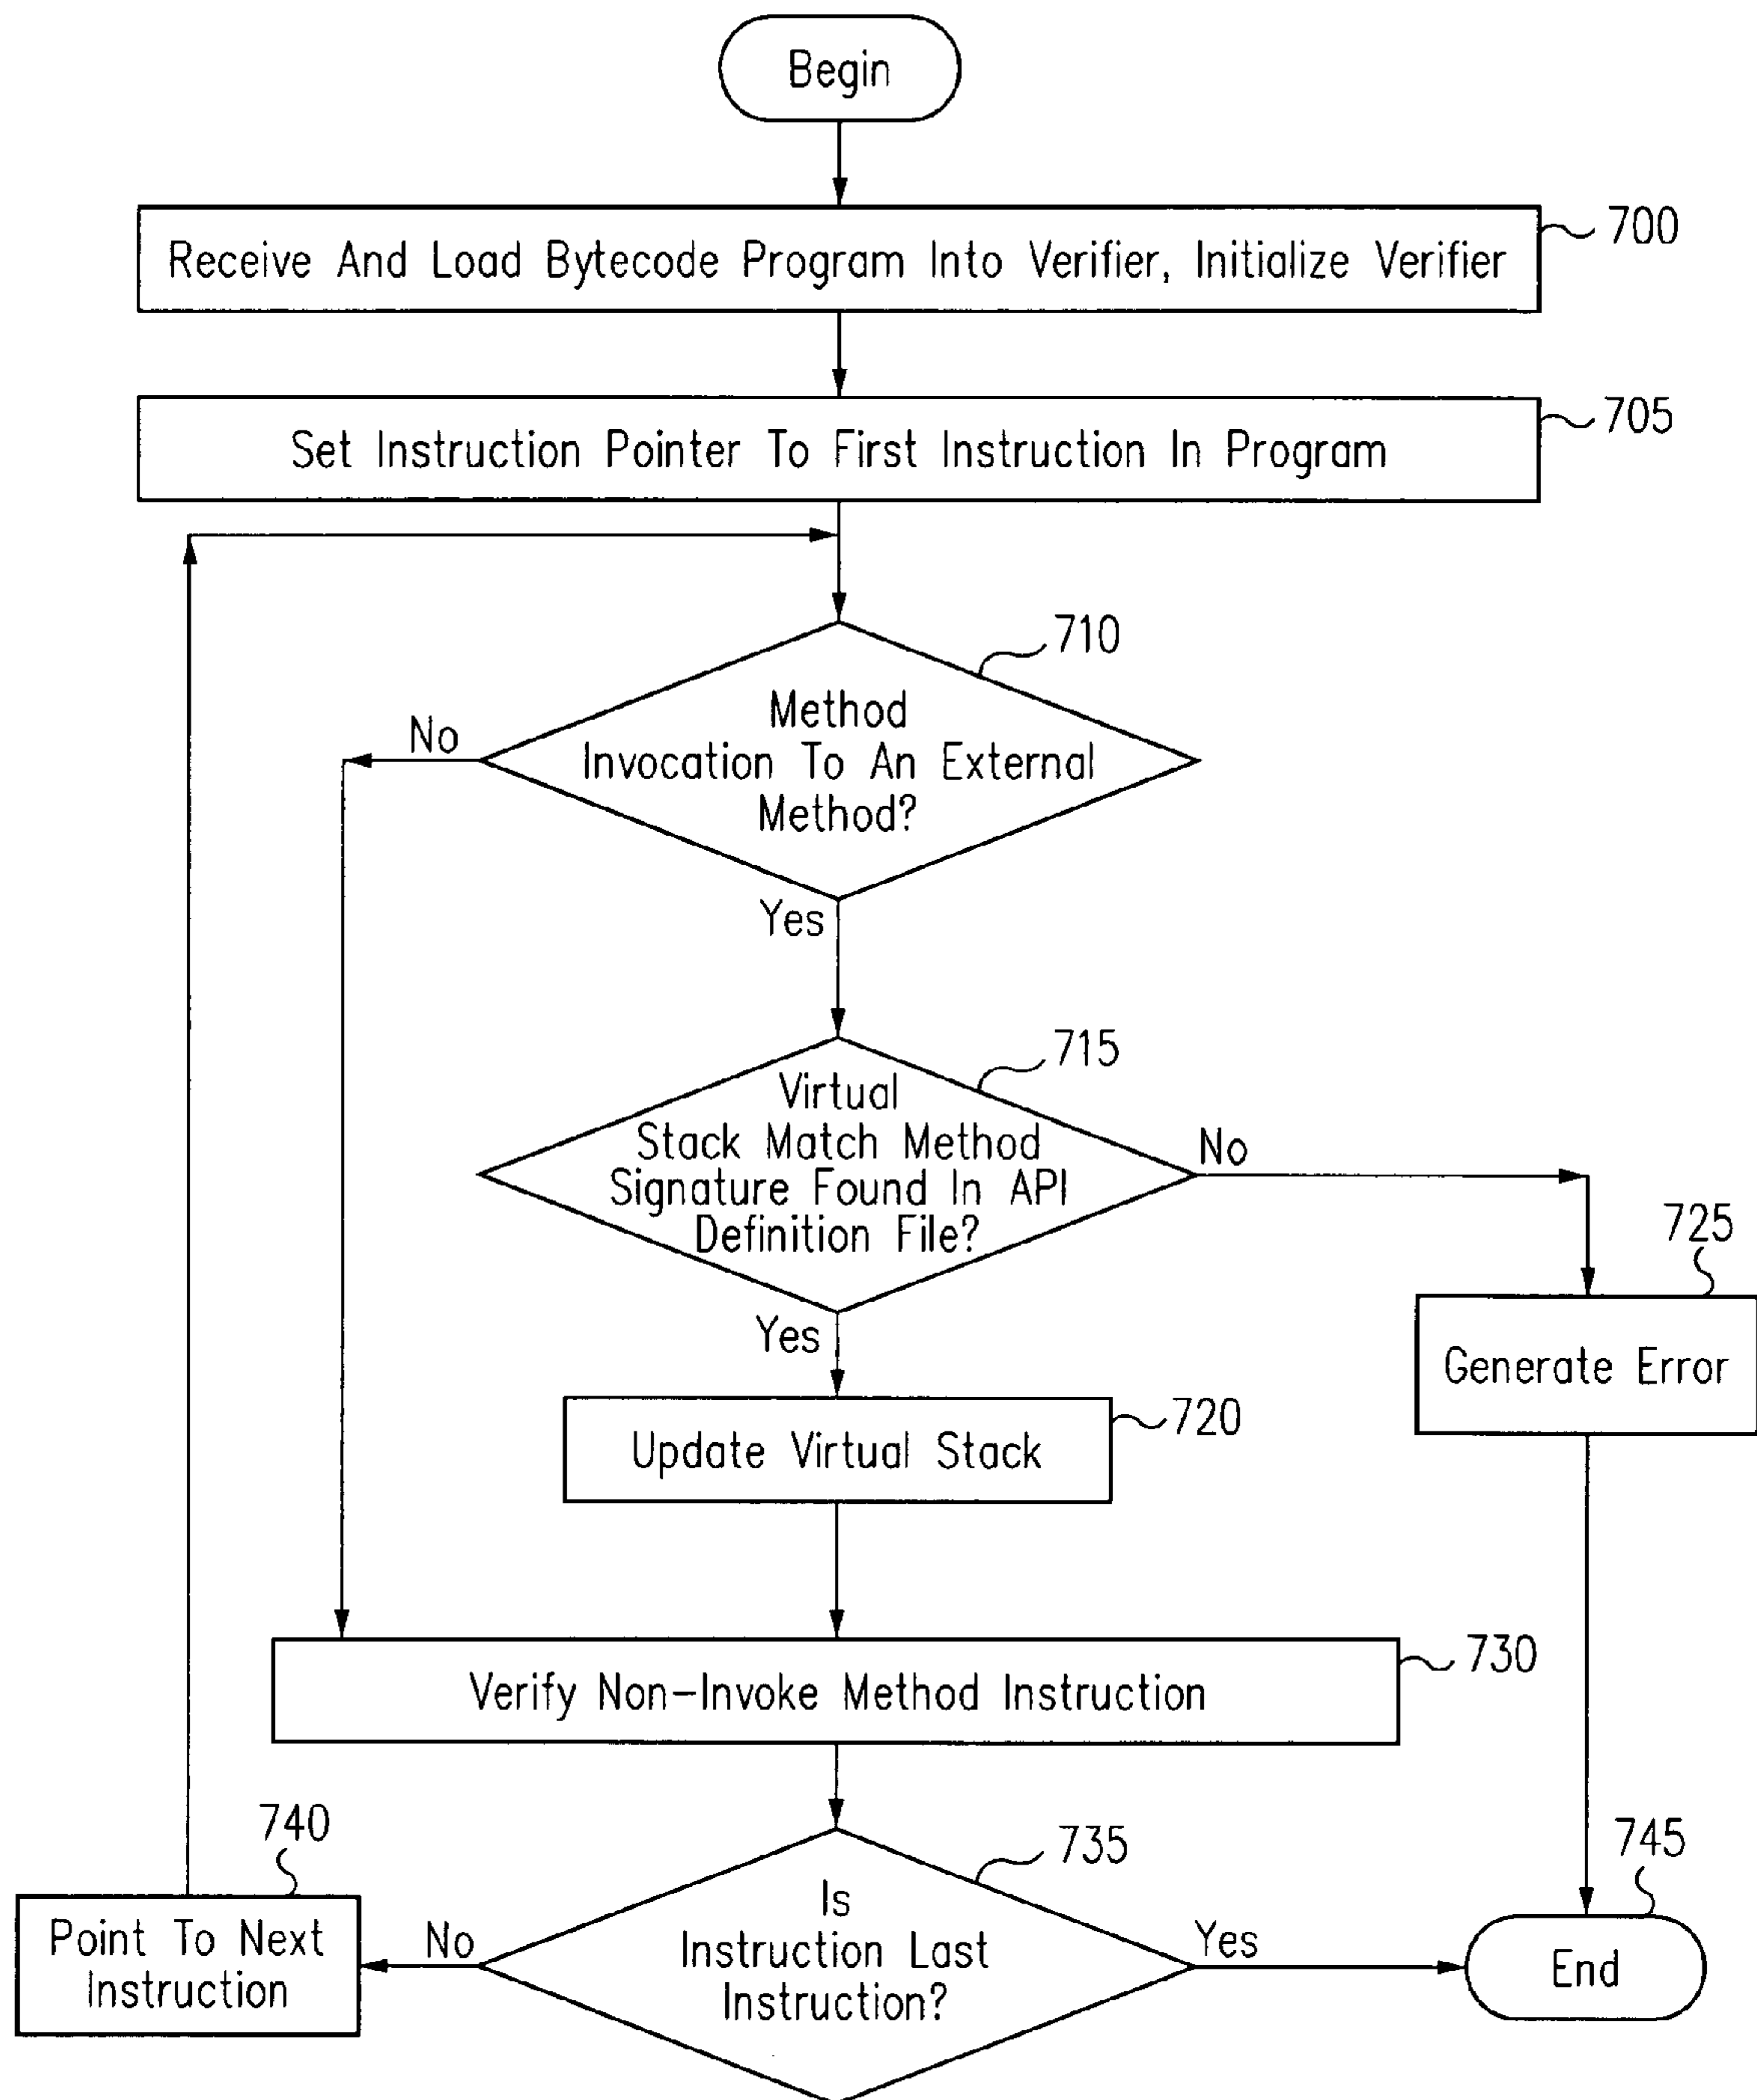 Begin
Receive And Load Bytecode Program Into Verifier, Initialize Verifier
700
Set Instruction Pointer To First Instruction In Program
705
710
Method
Invocation To An External
Method?
No
Yes
715
Virtual
Stack Match Method
Signature Found In API
Definition File?
No
Yes
725
Generate Error
Update Virtual Stack
720
Verify Non-Invoke Method Instruction
730
740
Point To Next
Instruction
No
735
Is
Instruction Last
Instruction?
Yes
745
End